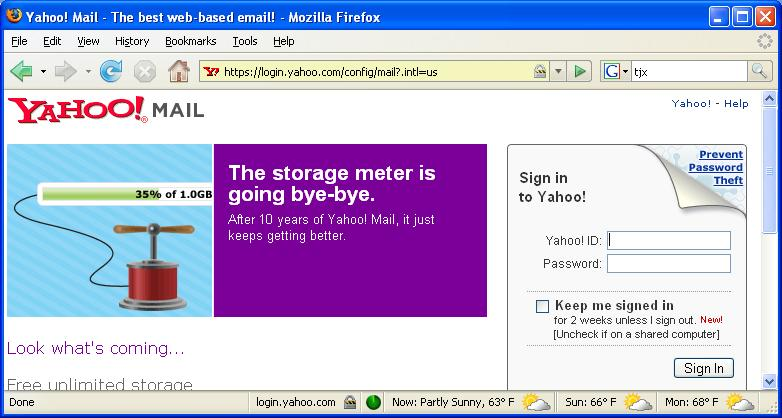 Yahoo! Mail - The best web-based email! - Mozilla Firefox
File Edit View History Bookmarks Tools Help
Y! https://login.yahoo.com/config/mail?.intl=us G tjx
YAHOO!® MAIL Yahoo! - Help
35% of 1.0GB
The storage meter is
going bye-bye.
After 10 years of Yahoo! Mail, it just
keeps getting better.
Look what's coming...
Free unlimited storage
Prevent
Password
Theft
Sign in
to Yahoo!
Yahoo! ID:
Password:
Keep me signed in
for 2 weeks unless I sign out. New!
[Uncheck if on a shared computer]
Sign In
Done login.yahoo.com Now: Partly Sunny, 63° F Sun: 66° F Mon: 68° F